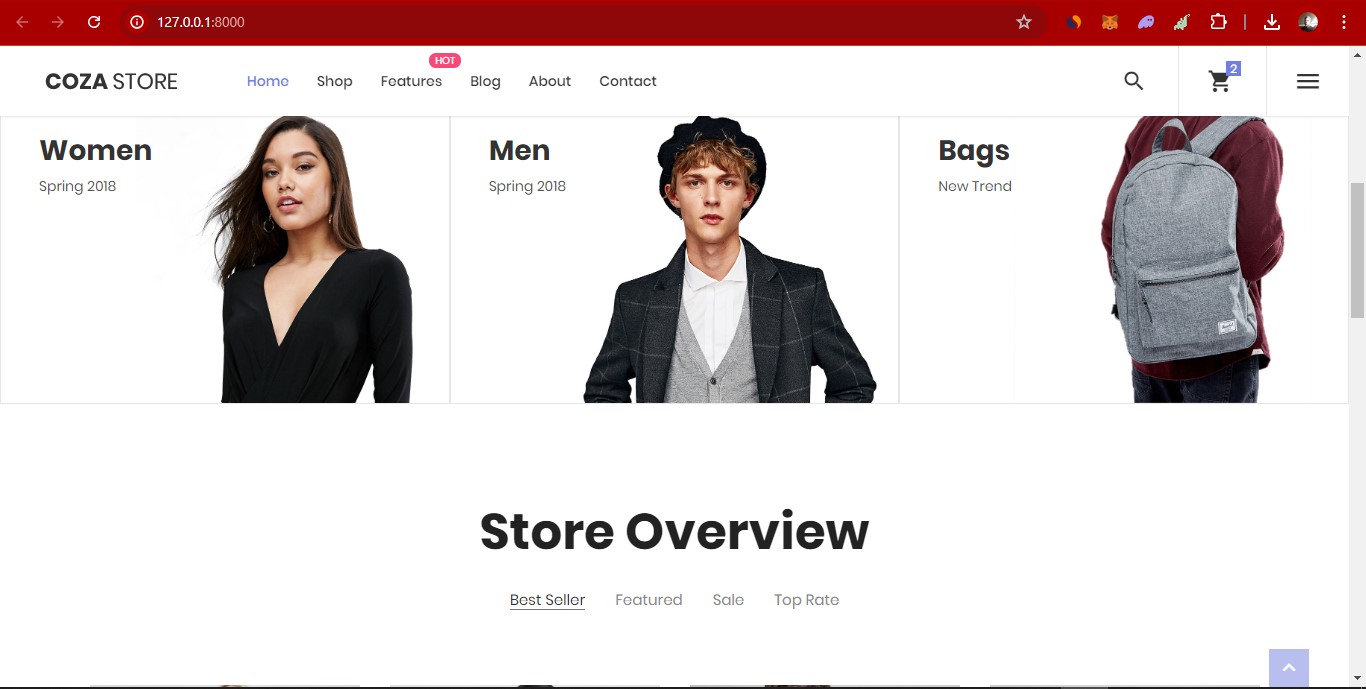 127.0.0.1:8000
COZA STORE
Home
Shop
Features
HOT
Blog
About
Contact
2
Women
Spring 2018
Men
Spring 2018
Bags
New Trend
Store Overview
Best Seller
Featured
Sale
Top Rate